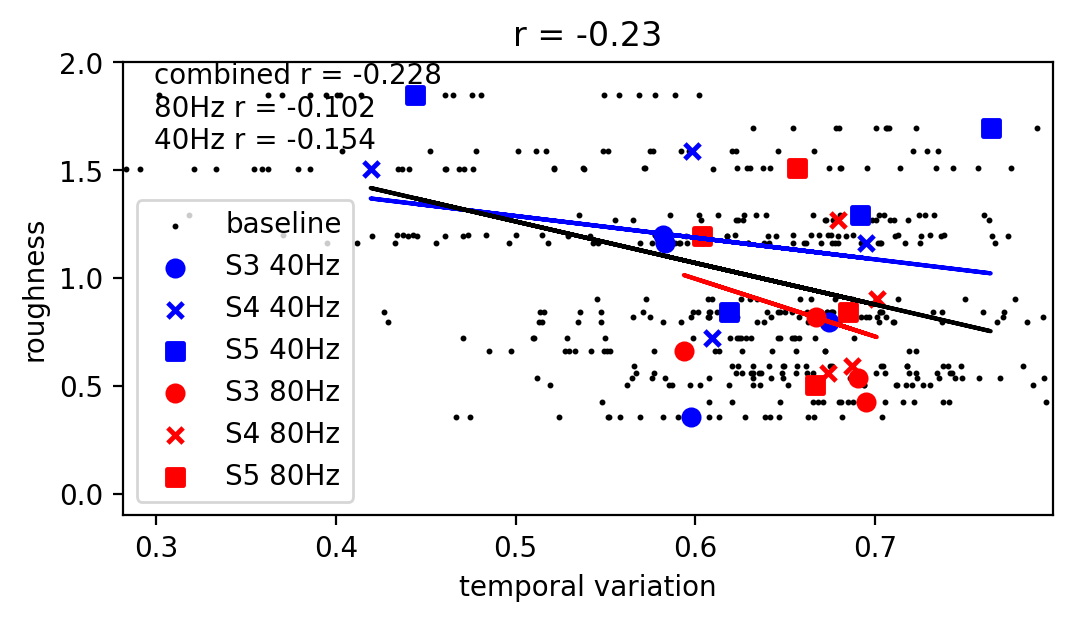 r = -0.23
combined r = -0.228
80Hz r = -0.102
40Hz r = -0.154
baseline
S3 40Hz
S4 40Hz
S5 40Hz
S3 80Hz
S4 80Hz
S5 80Hz
roughness
2.0
1.5
1.0
0.5
0.0
0.3 0.4 0.5 0.6 0.7
temporal variation